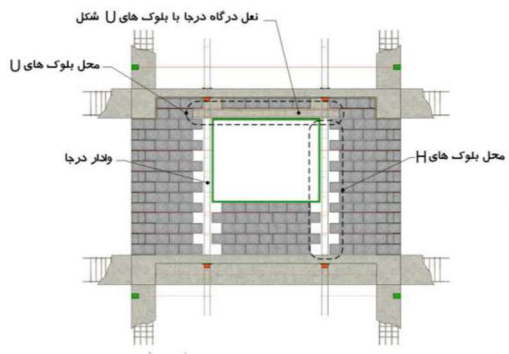 نعل درگاه درجا با بلوک های U شکل
محل بلوک های U
وادار درجا
محل بلوک های H